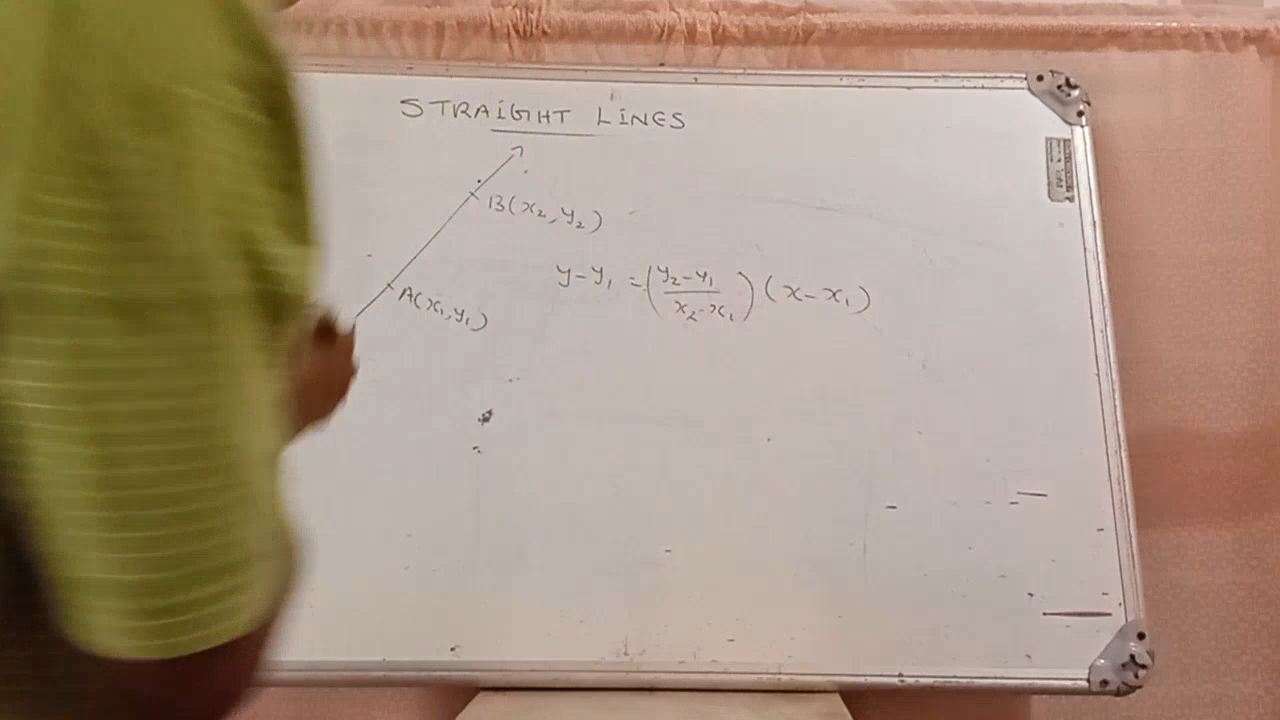 STRAIGHT LINES
B(x₂, y₂)
y-y₁ = (y₂-y₁/x₂-x₁)(x-x₁)
A(x₁, y₁)